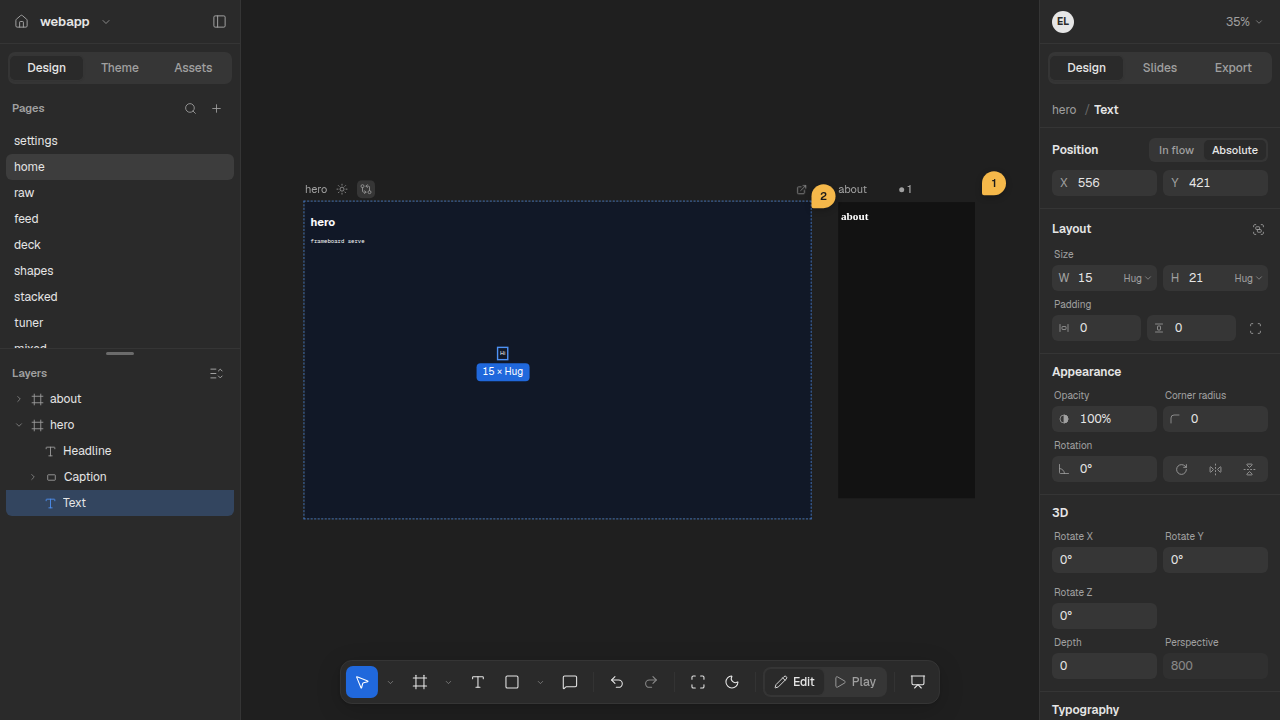 webapp
Design
Theme
Assets
Pages
settings
home
raw
feed
deck
shapes
stacked
tuner
mixed
Layers
about
hero
Headline
Caption
Text
hero
2
about
1
1
hero
frameboard serve
about
15 × Hug
Edit
Play
EL
35%
Design
Slides
Export
hero / Text
Position
In flow
Absolute
X 556
Y 421
Layout
Size
W 15 Hug
H 21 Hug
Padding
0
0
Appearance
Opacity
Corner radius
100%
0
Rotation
0°
3D
Rotate X
Rotate Y
0°
0°
Rotate Z
0°
Depth
Perspective
0
800
Typography